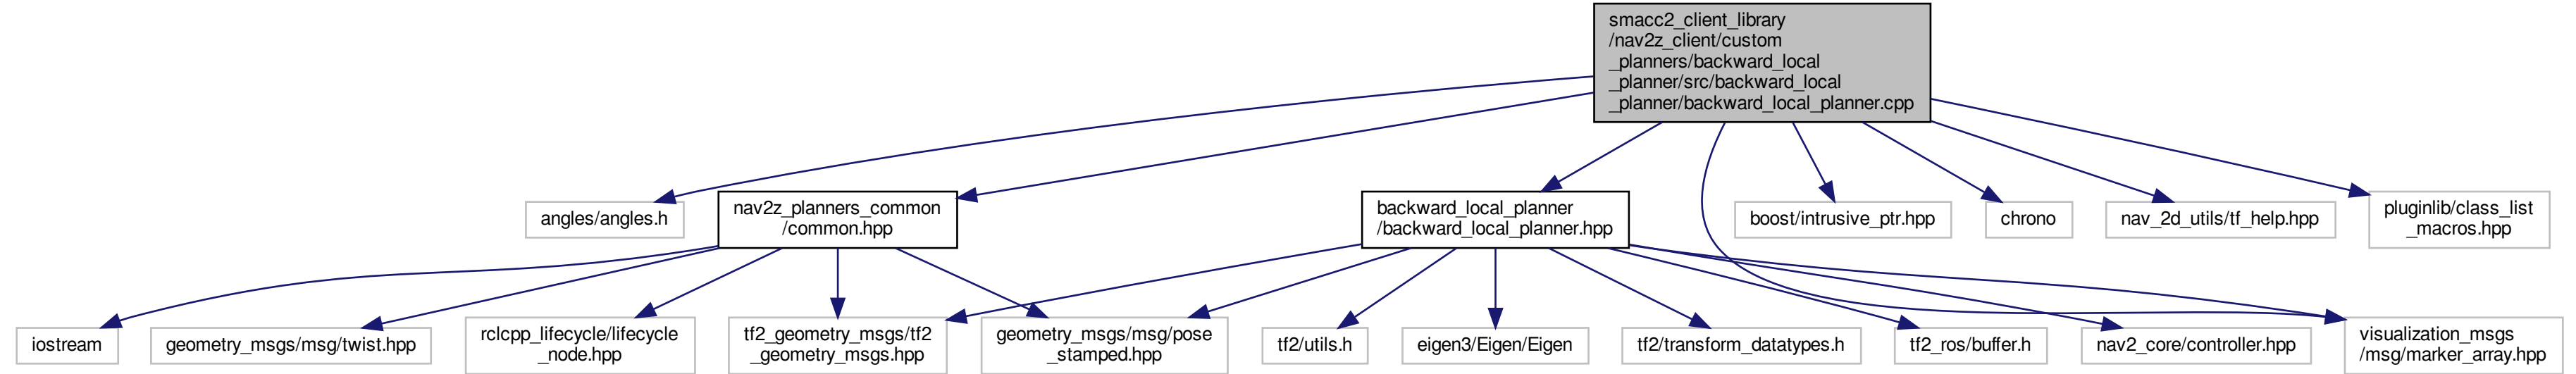 smacc2_client_library
/nav2z_client/custom
_planners/backward_local
_planner/src/backward_local
_planner/backward_local_planner.cpp
angles/angles.h
nav2z_planners_common
/common.hpp
backward_local_planner
/backward_local_planner.hpp
boost/intrusive_ptr.hpp
chrono
nav_2d_utils/tf_help.hpp
pluginlib/class_list
_macros.hpp
iostream
geometry_msgs/msg/twist.hpp
rclcpp_lifecycle/lifecycle
_node.hpp
tf2_geometry_msgs/tf2
_geometry_msgs.hpp
geometry_msgs/msg/pose
_stamped.hpp
tf2/utils.h
eigen3/Eigen/Eigen
tf2/transform_datatypes.h
tf2_ros/buffer.h
nav2_core/controller.hpp
visualization_msgs
/msg/marker_array.hpp